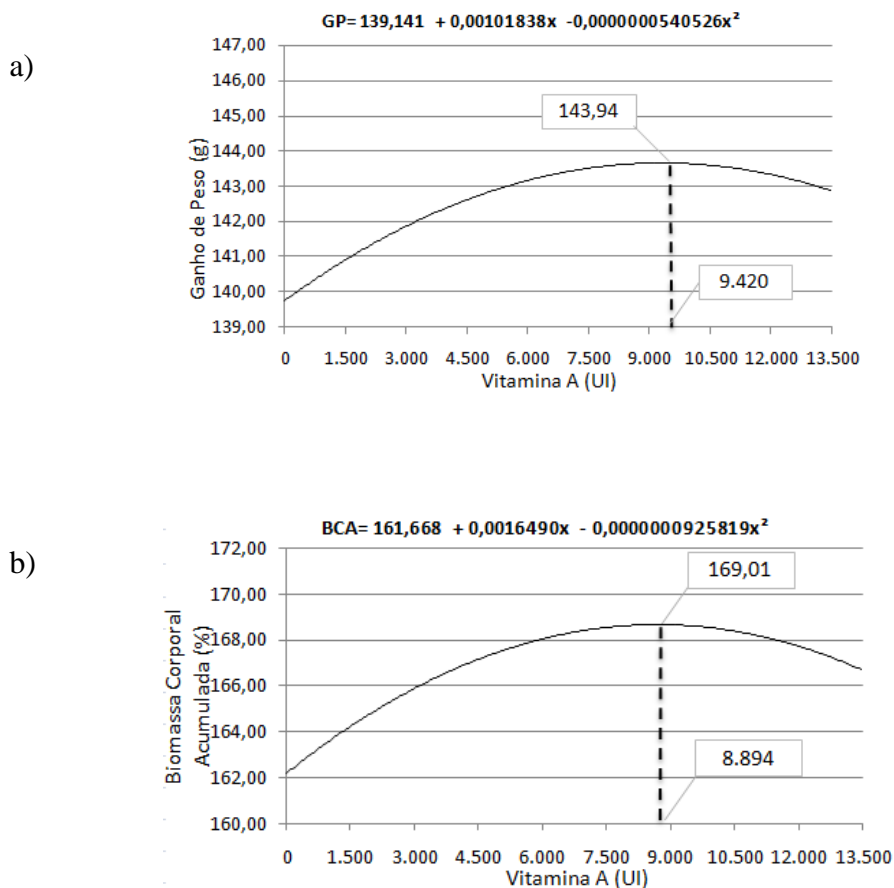 a)
GP= 139,141 + 0,00101838x -0,0000000540526x²
147,00
146,00
145,00
144,00
143,00
142,00
141,00
140,00
139,00
Ganho de Peso (g)
143,94
9.420
0 1.500 3.000 4.500 6.000 7.500 9.000 10.500 12.000 13.500
Vitamina A (UI)
b)
BCA= 161,668 + 0,0016490x - 0,0000000925819x²
172,00
170,00
168,00
166,00
164,00
162,00
160,00
Biomassa Corporal
Acumulada (%)
169,01
8.894
0 1.500 3.000 4.500 6.000 7.500 9.000 10.500 12.000 13.500
Vitamina A (UI)